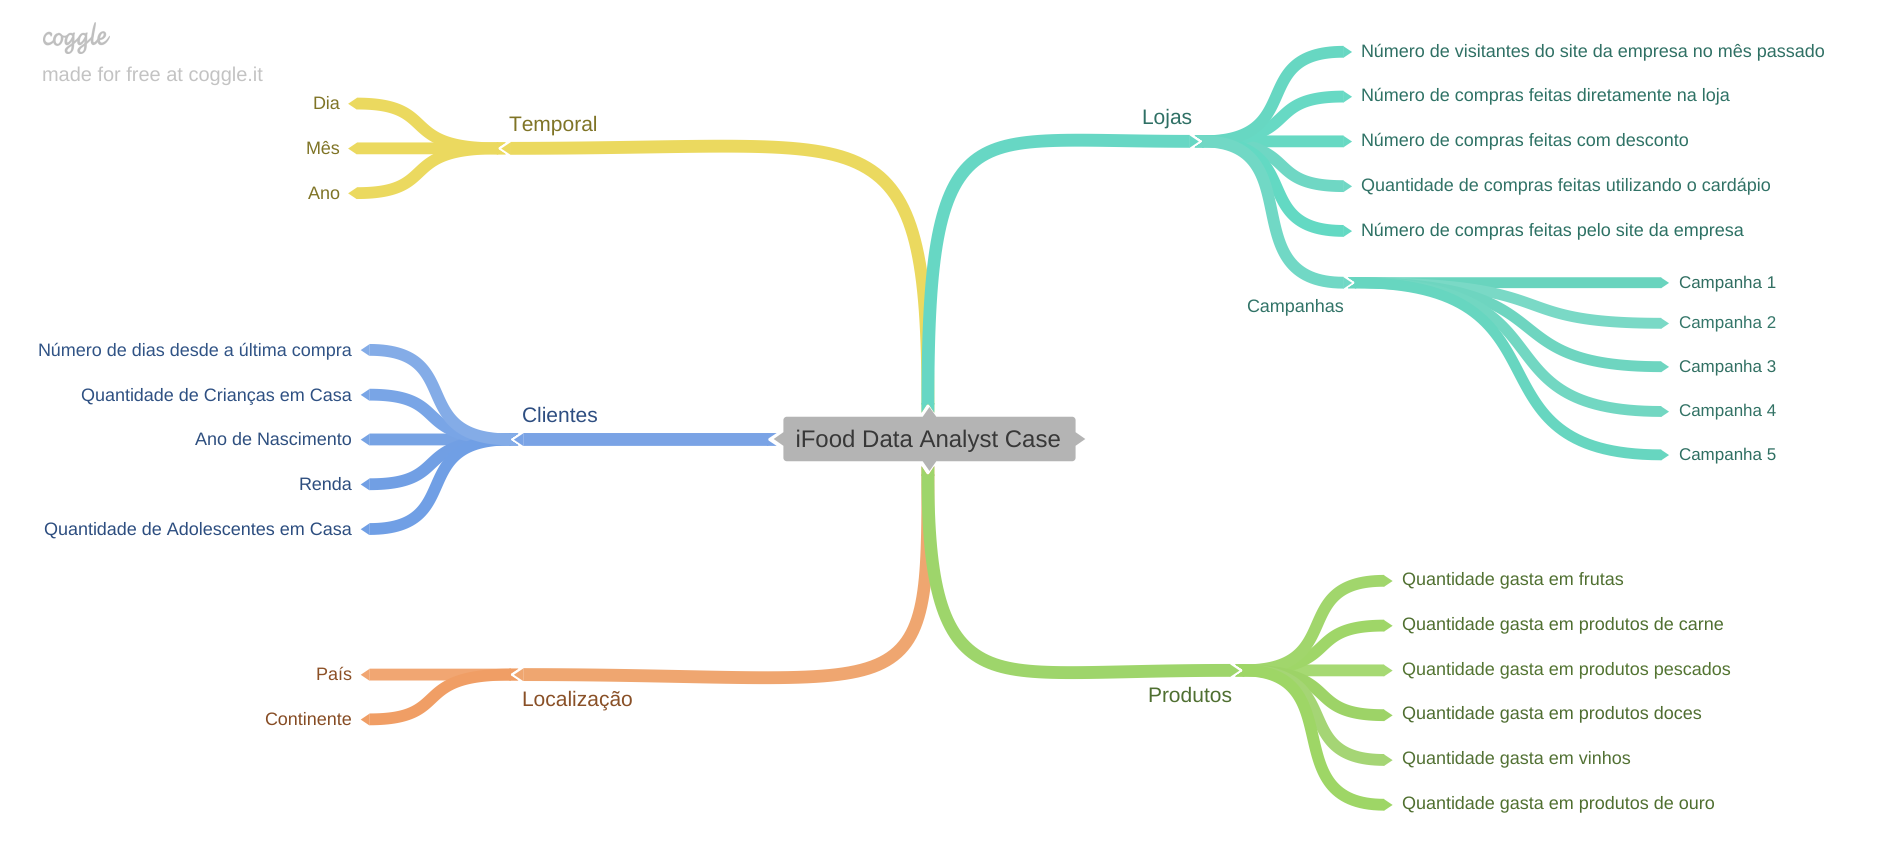 coggle
made for free at coggle.it
iFood Data Analyst Case
Temporal
Dia
Mês
Ano
Clientes
Número de dias desde a última compra
Quantidade de Crianças em Casa
Ano de Nascimento
Renda
Quantidade de Adolescentes em Casa
Localização
País
Continente
Lojas
Número de visitantes do site da empresa no mês passado
Número de compras feitas diretamente na loja
Número de compras feitas com desconto
Quantidade de compras feitas utilizando o cardápio
Número de compras feitas pelo site da empresa
Campanhas
Campanha 1
Campanha 2
Campanha 3
Campanha 4
Campanha 5
Produtos
Quantidade gasta em frutas
Quantidade gasta em produtos de carne
Quantidade gasta em produtos pescados
Quantidade gasta em produtos doces
Quantidade gasta em vinhos
Quantidade gasta em produtos de ouro